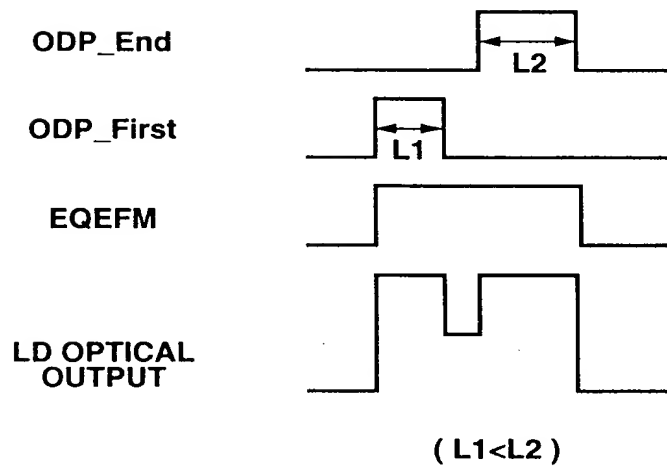 ODP_End
L2
ODP_First
L1
EQEFM
LD OPTICAL
OUTPUT
( L1<L2 )